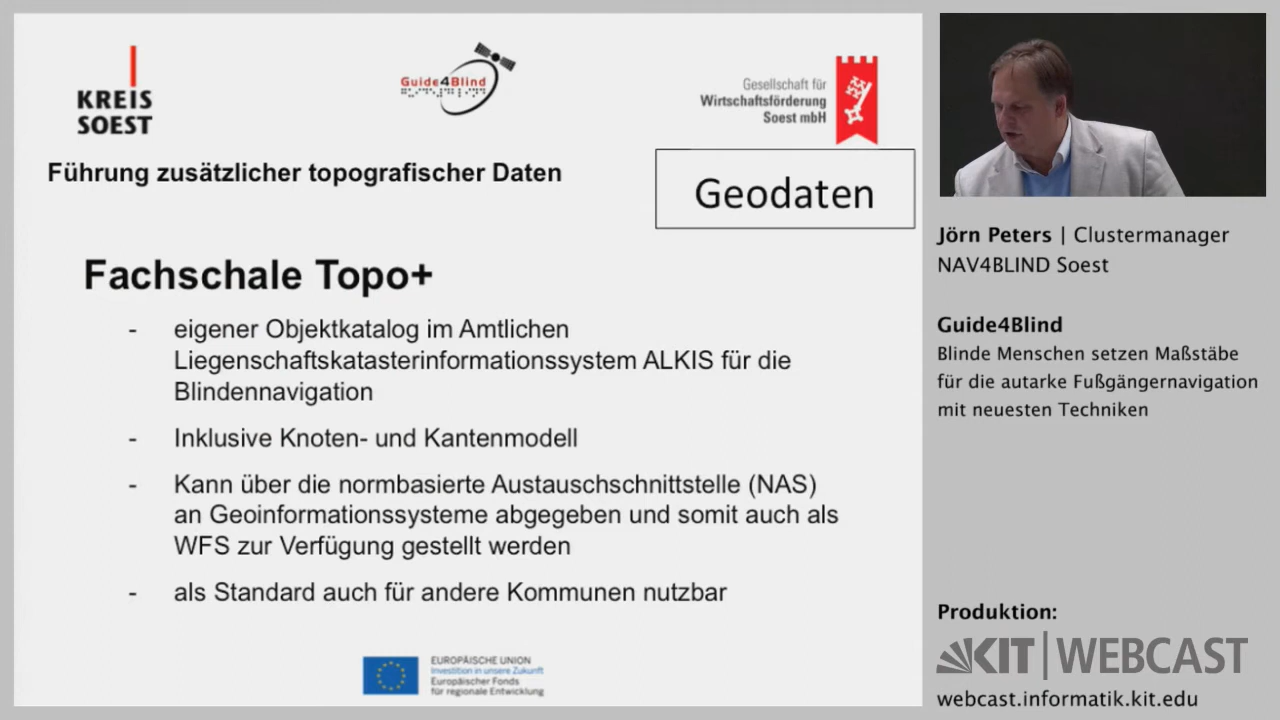 KREIS
SOEST
Guide4Blind
Gesellschaft für
Wirtschaftsförderung
Soest mbH
Führung zusätzlicher topografischer Daten
Geodaten
Fachschale Topo+
- eigener Objektkatalog im Amtlichen
Liegenschaftskatasterinformationssystem ALKIS für die
Blindennavigation
- Inklusive Knoten- und Kantenmodell
- Kann über die normbasierte Austauschschnittstelle (NAS)
an Geoinformationssysteme abgegeben und somit auch als
WFS zur Verfügung gestellt werden
- als Standard auch für andere Kommunen nutzbar
EUROPÄISCHE UNION
Investition in unsere Zukunft
Europäischer Fonds
für regionale Entwicklung
Jörn Peters | Clustermanager
NAV4BLIND Soest
Guide4Blind
Blinde Menschen setzen Maßstäbe
für die autarke Fußgängernavigation
mit neuesten Techniken
Produktion:
KIT | WEBCAST
webcast.informatik.kit.edu